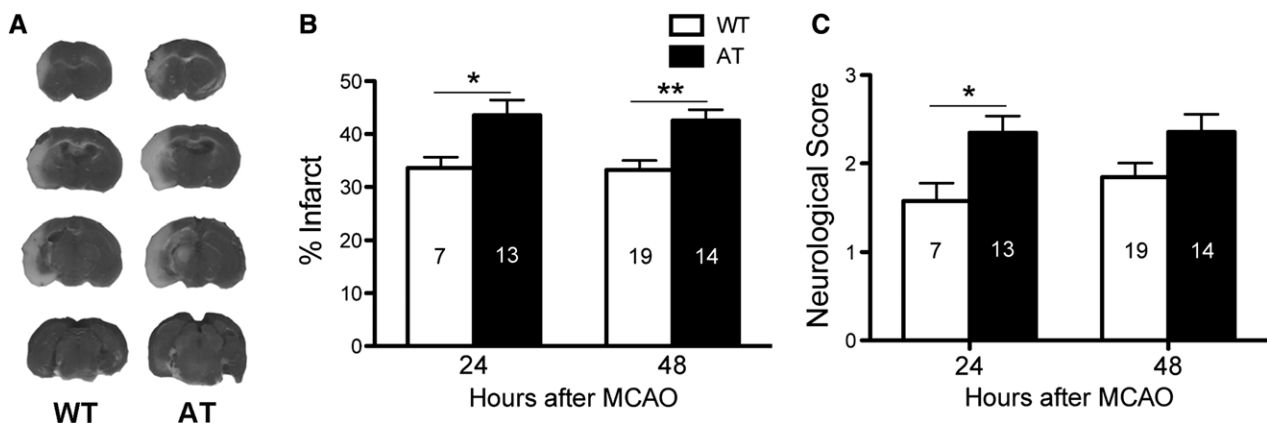 A
WT AT
B
WT
AT
% Infarct
50
40
30
20
10
0
* **
7 13 19 14
24 48
Hours after MCAO
C
Neurological Score
3
2
1
0
*
7 13 19 14
24 48
Hours after MCAO